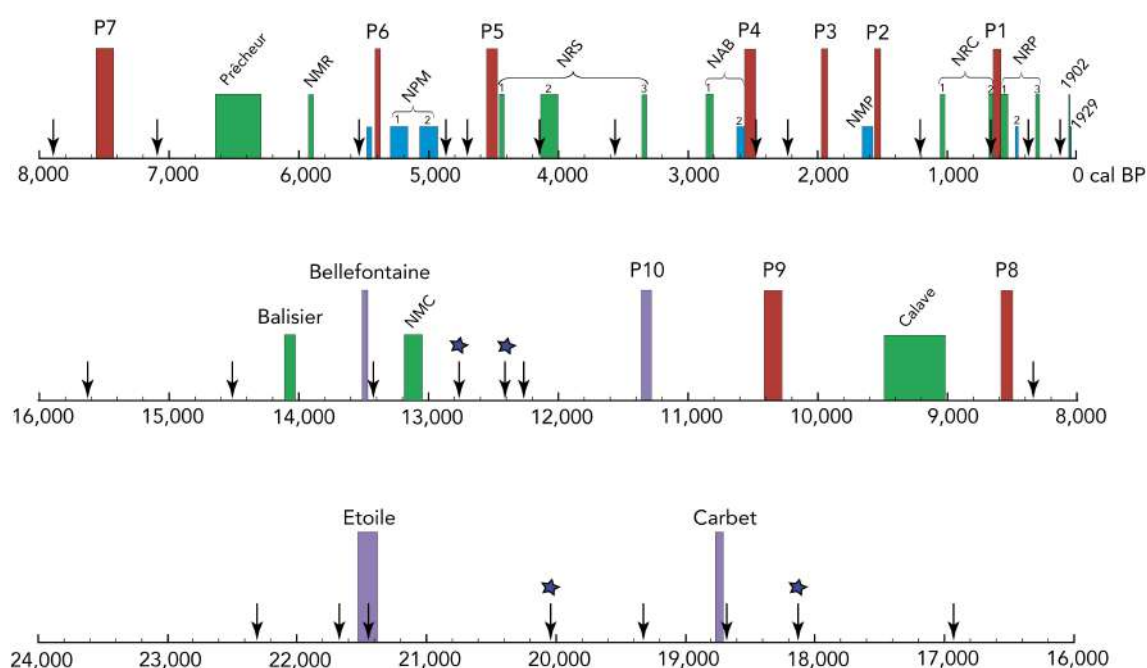 P7 P6 P5 P4 P3 P2 P1
Prêcheur NMR NPM NRS NAB NMP NRC NRP 1902
1 2 1 2 3 1 2 1 2 1 2 3 1929
8,000 7,000 6,000 5,000 4,000 3,000 2,000 1,000 0 cal BP
Bellefontaine P10 P9 P8
Balisier NMC Calave
16,000 15,000 14,000 13,000 12,000 11,000 10,000 9,000 8,000
Etoile Carbet
24,000 23,000 22,000 21,000 20,000 19,000 18,000 17,000 16,000